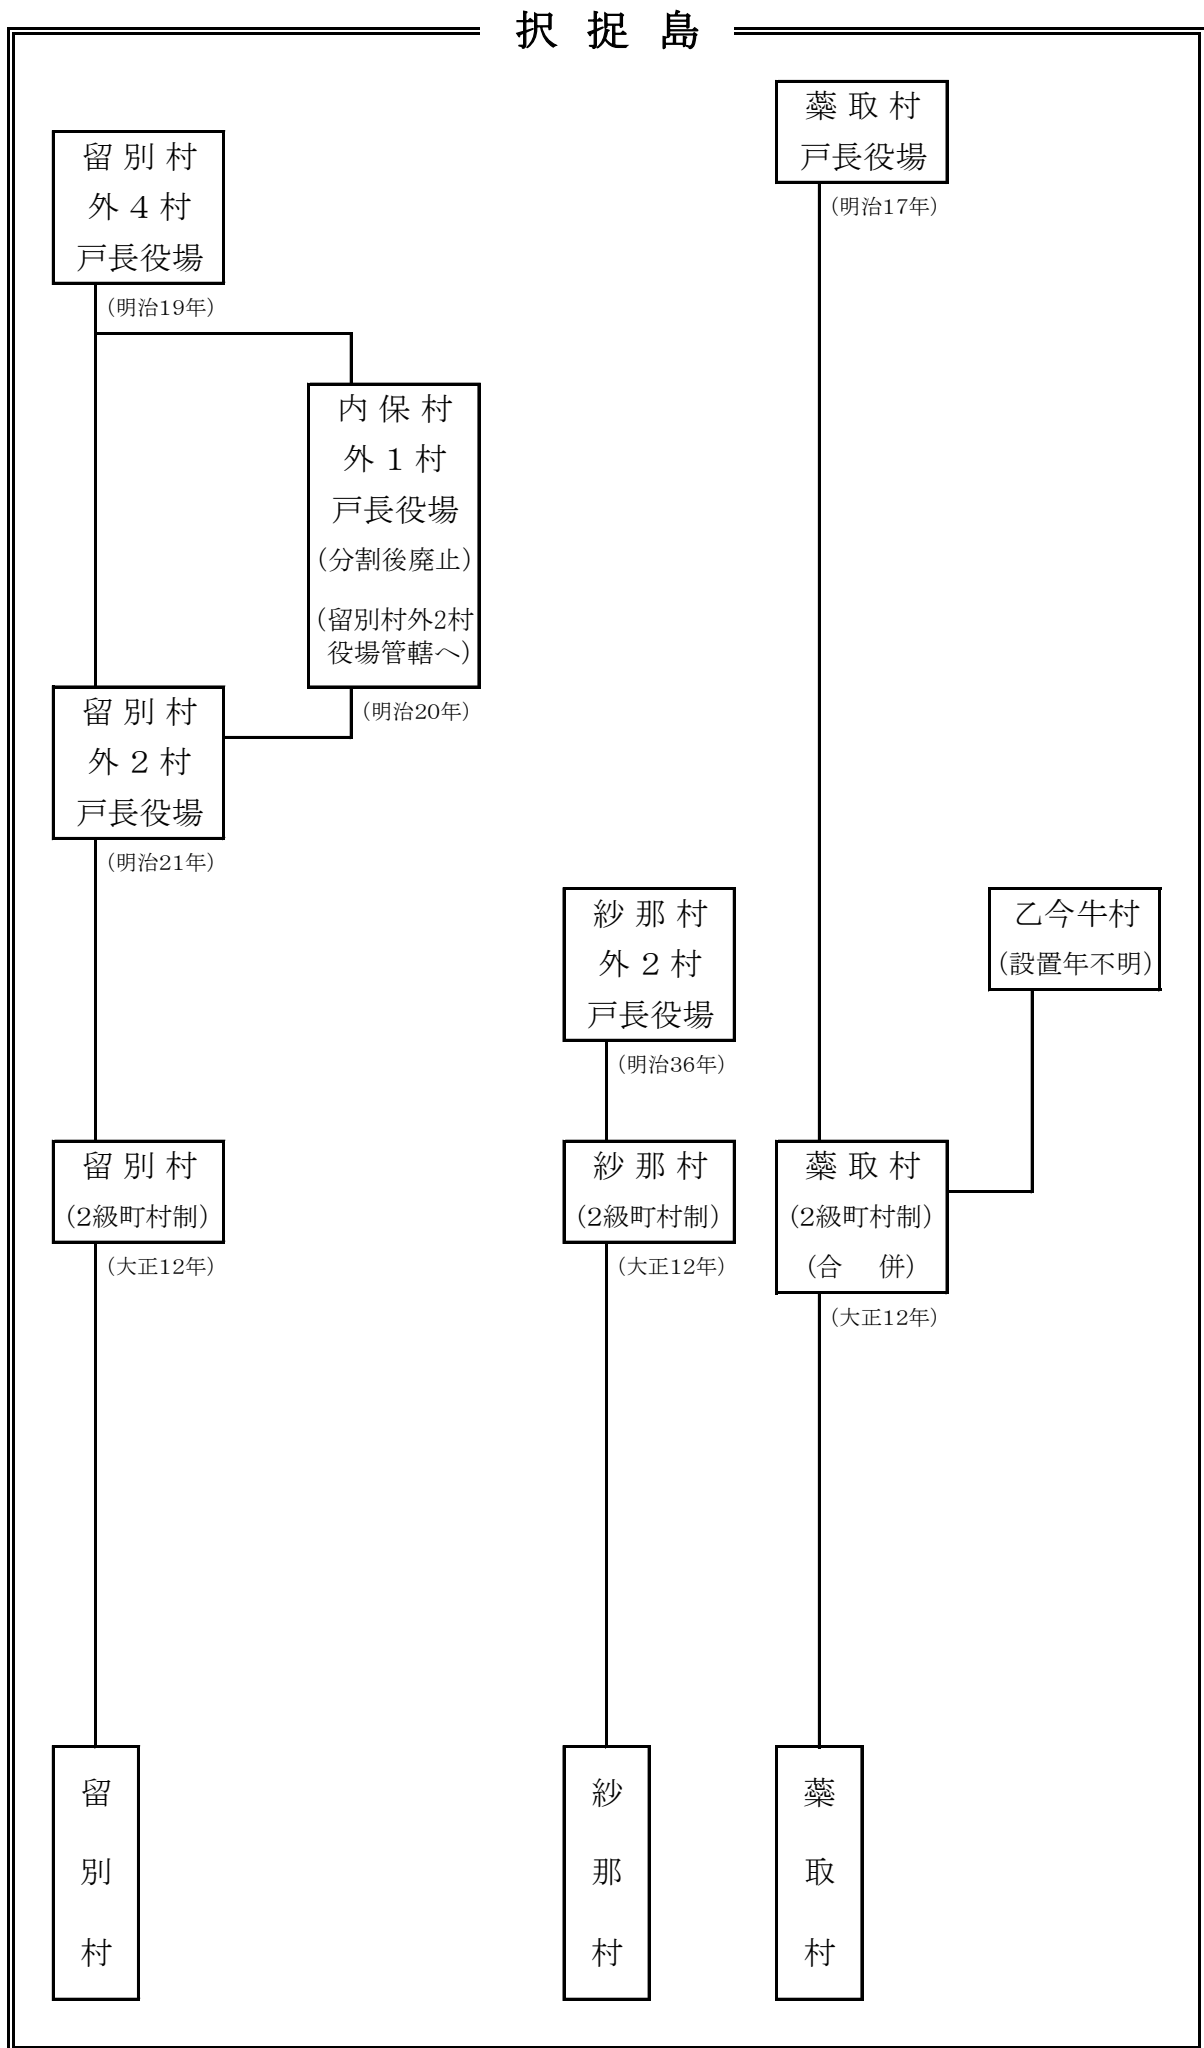 択捉島
留別村
外4村
戸長役場
(明治19年)
内保村
外1村
戸長役場
(分割後廃止)
(留別村外2村
役場管轄へ)
(明治20年)
留別村
外2村
戸長役場
(明治21年)
留別村
(2級町村制)
(大正12年)
留別村
紗那村
外2村
戸長役場
(明治36年)
紗那村
(2級町村制)
(大正12年)
紗那村
蘂取村
戸長役場
(明治17年)
乙今牛村
(設置年不明)
蘂取村
(2級町村制)
(合 併)
(大正12年)
蘂取村